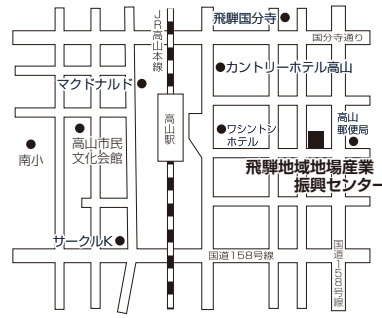 飛騨国分寺
国分寺通り
JR高山本線
カントリーホテル高山
マクドナルド
高山駅
ワシントン
ホテル
高山
郵便局
南小
高山市民
文化会館
飛騨地域地場産業
振興センター
サークルK
国道158号線
国道158号線